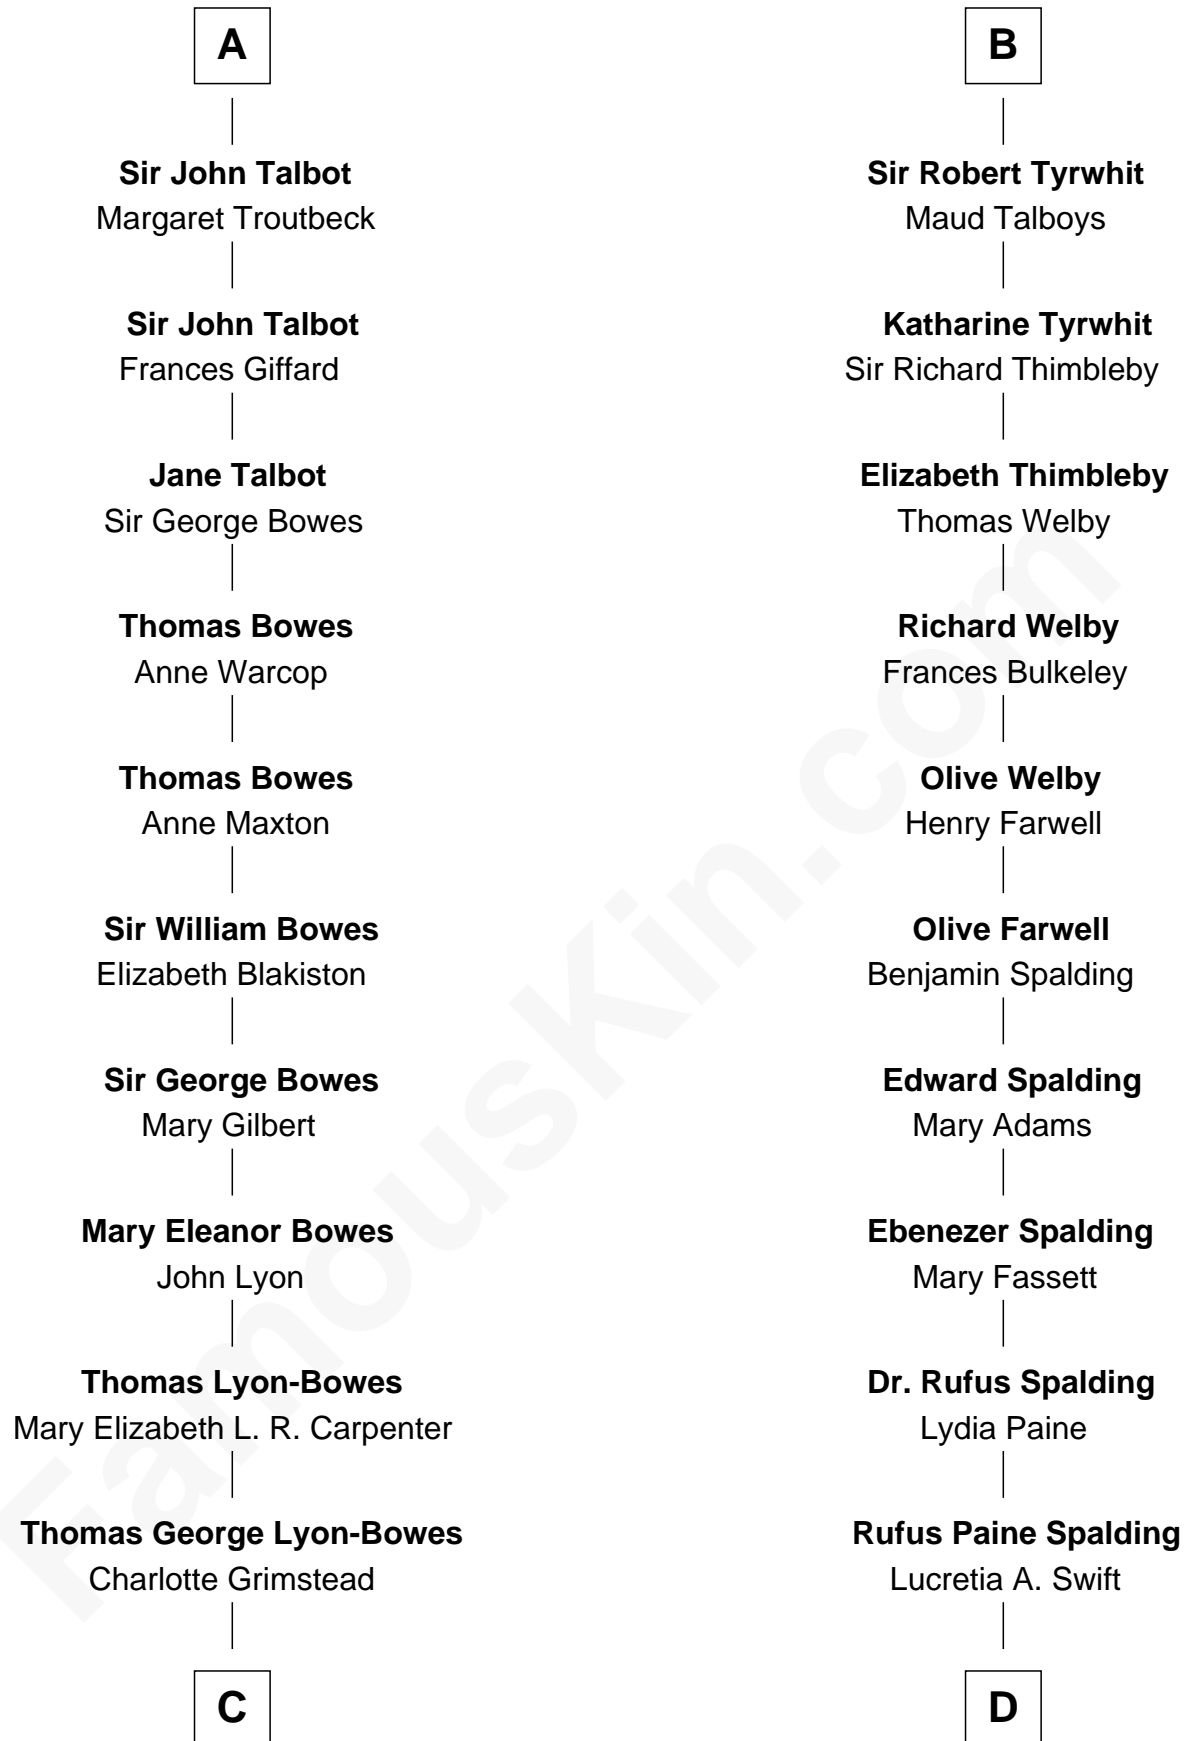 A
Sir John Talbot
Margaret Troutbeck
Sir John Talbot
Frances Giffard
Jane Talbot
Sir George Bowes
Thomas Bowes
Anne Warcop
Thomas Bowes
Anne Maxton
Sir William Bowes
Elizabeth Blakiston
Sir George Bowes
Mary Gilbert
Mary Eleanor Bowes
John Lyon
Thomas Lyon-Bowes
Mary Elizabeth L. R. Carpenter
Thomas George Lyon-Bowes
Charlotte Grimstead
C
B
Sir Robert Tyrwhit
Maud Talboys
Katharine Tyrwhit
Sir Richard Thimbleby
Elizabeth Thimbleby
Thomas Welby
Richard Welby
Frances Bulkeley
Olive Welby
Henry Farwell
Olive Farwell
Benjamin Spalding
Edward Spalding
Mary Adams
Ebenezer Spalding
Mary Fassett
Dr. Rufus Spalding
Lydia Paine
Rufus Paine Spalding
Lucretia A. Swift
D
FamousKin.com